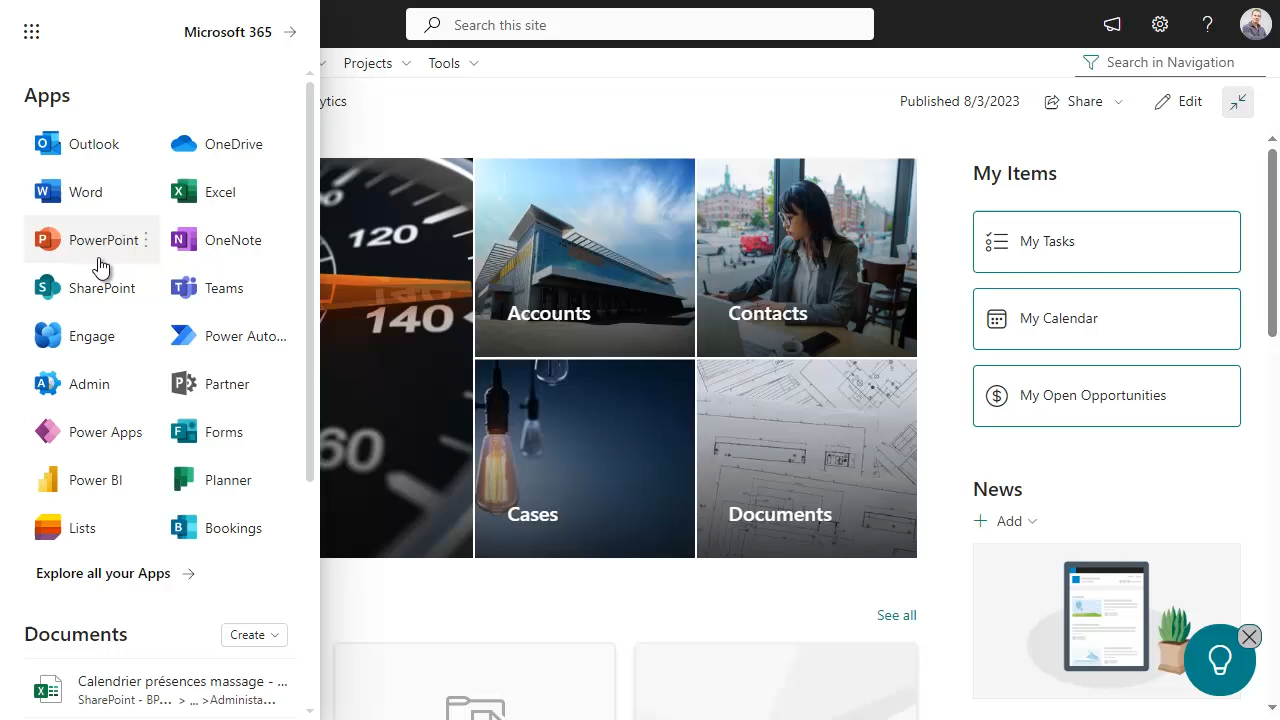 Microsoft 365
Search this site
Projects
Tools
Search in Navigation
Apps
ytics
Published 8/3/2023
Share
Edit
Outlook
OneDrive
Word
Excel
PowerPoint
OneNote
SharePoint
Teams
Engage
Power Auto...
Admin
Partner
Power Apps
Forms
Power BI
Planner
Lists
Bookings
Explore all your Apps
Documents
Create
Calendrier présences massage - ...
SharePoint - BP... > ... >Administa...
120
140
60
Accounts
Contacts
Cases
Documents
See all
My Items
My Tasks
My Calendar
My Open Opportunities
News
Add